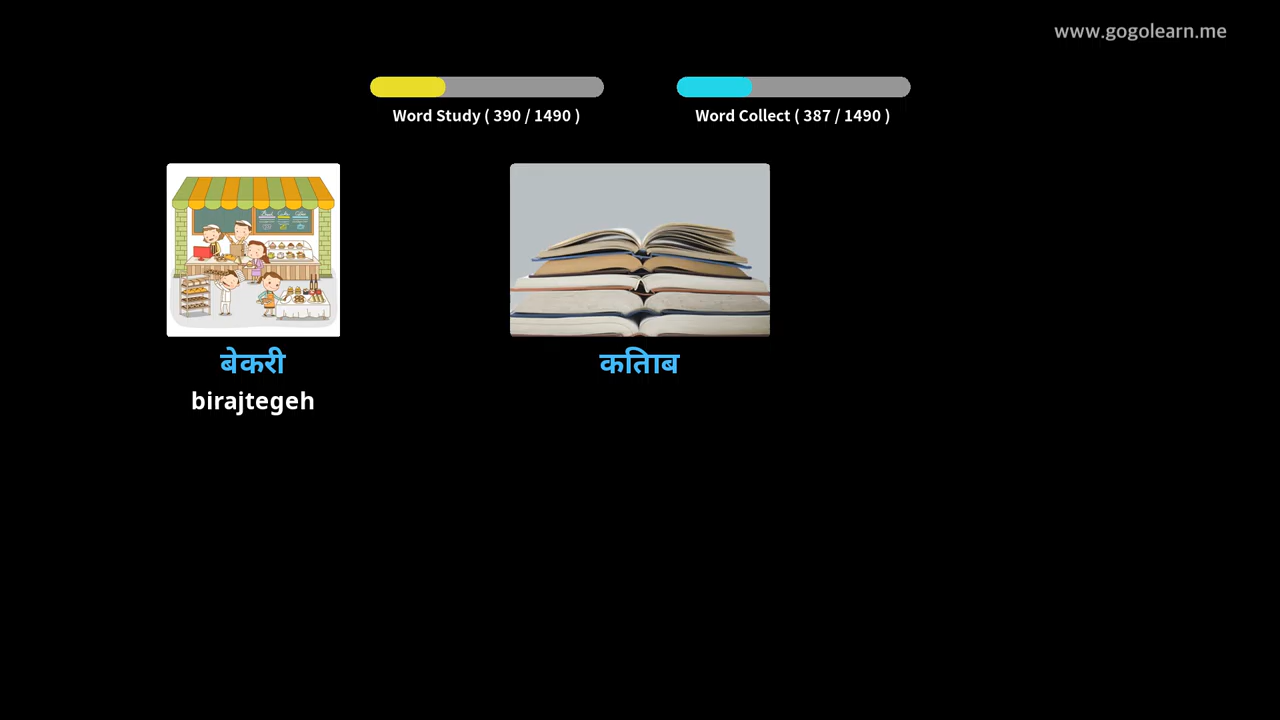 www.gogolearn.me
Word Study ( 390 / 1490 )
Word Collect ( 387 / 1490 )
बेकरी
कतिाब
birajtegeh